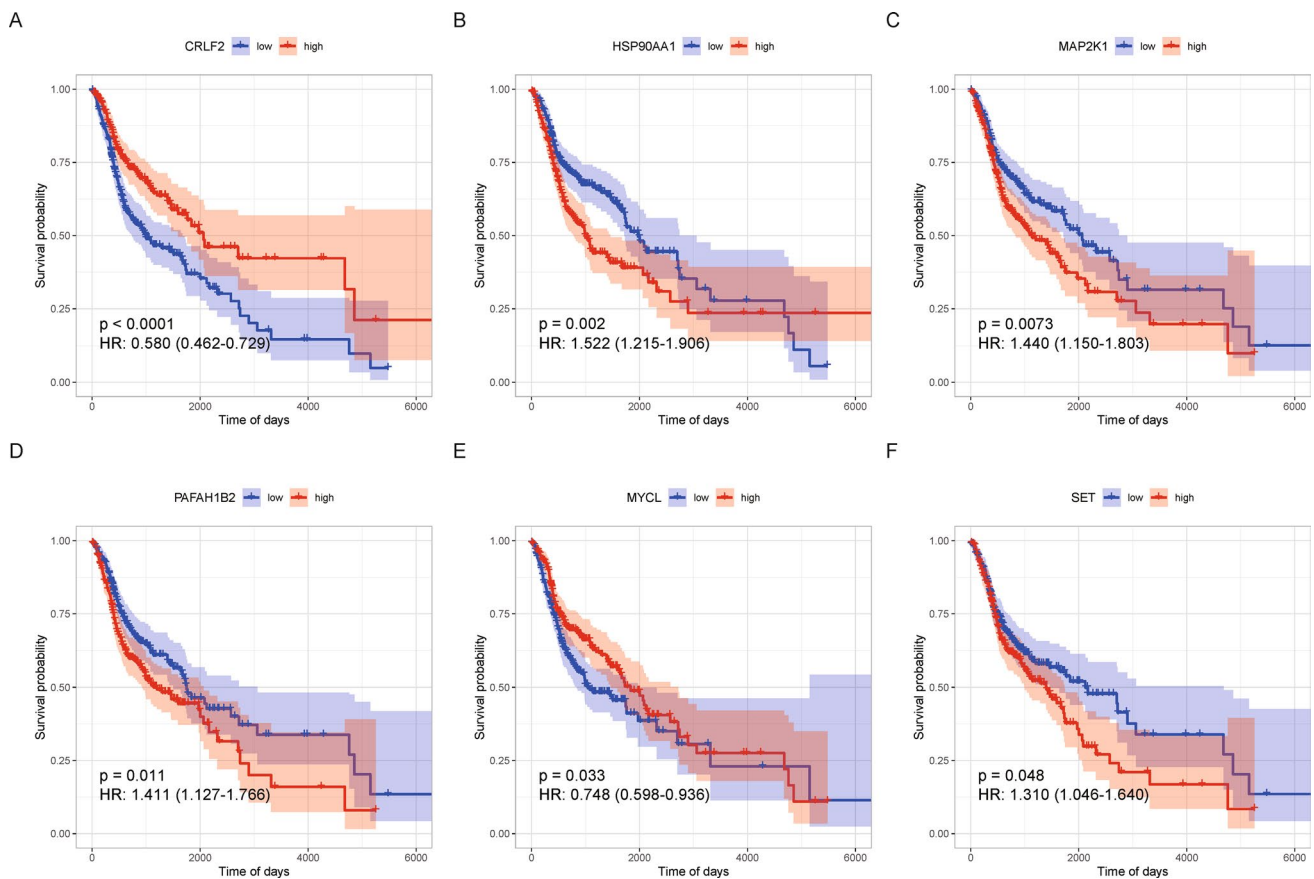 A
CRLF2 low high
1.00
0.75
0.50
0.25
0.00
Survival probability
p < 0.0001
HR: 0.580 (0.462-0.729)
0 2000 4000 6000
Time of days
B
HSP90AA1 low high
1.00
0.75
0.50
0.25
0.00
Survival probability
p = 0.002
HR: 1.522 (1.215-1.906)
0 2000 4000 6000
Time of days
C
MAP2K1 low high
1.00
0.75
0.50
0.25
0.00
Survival probability
p = 0.0073
HR: 1.440 (1.150-1.803)
0 2000 4000 6000
Time of days
D
PAFAH1B2 low high
1.00
0.75
0.50
0.25
0.00
Survival probability
p = 0.011
HR: 1.411 (1.127-1.766)
0 2000 4000 6000
Time of days
E
MYCL low high
1.00
0.75
0.50
0.25
0.00
Survival probability
p = 0.033
HR: 0.748 (0.598-0.936)
0 2000 4000 6000
Time of days
F
SET low high
1.00
0.75
0.50
0.25
0.00
Survival probability
p = 0.048
HR: 1.310 (1.046-1.640)
0 2000 4000 6000
Time of days